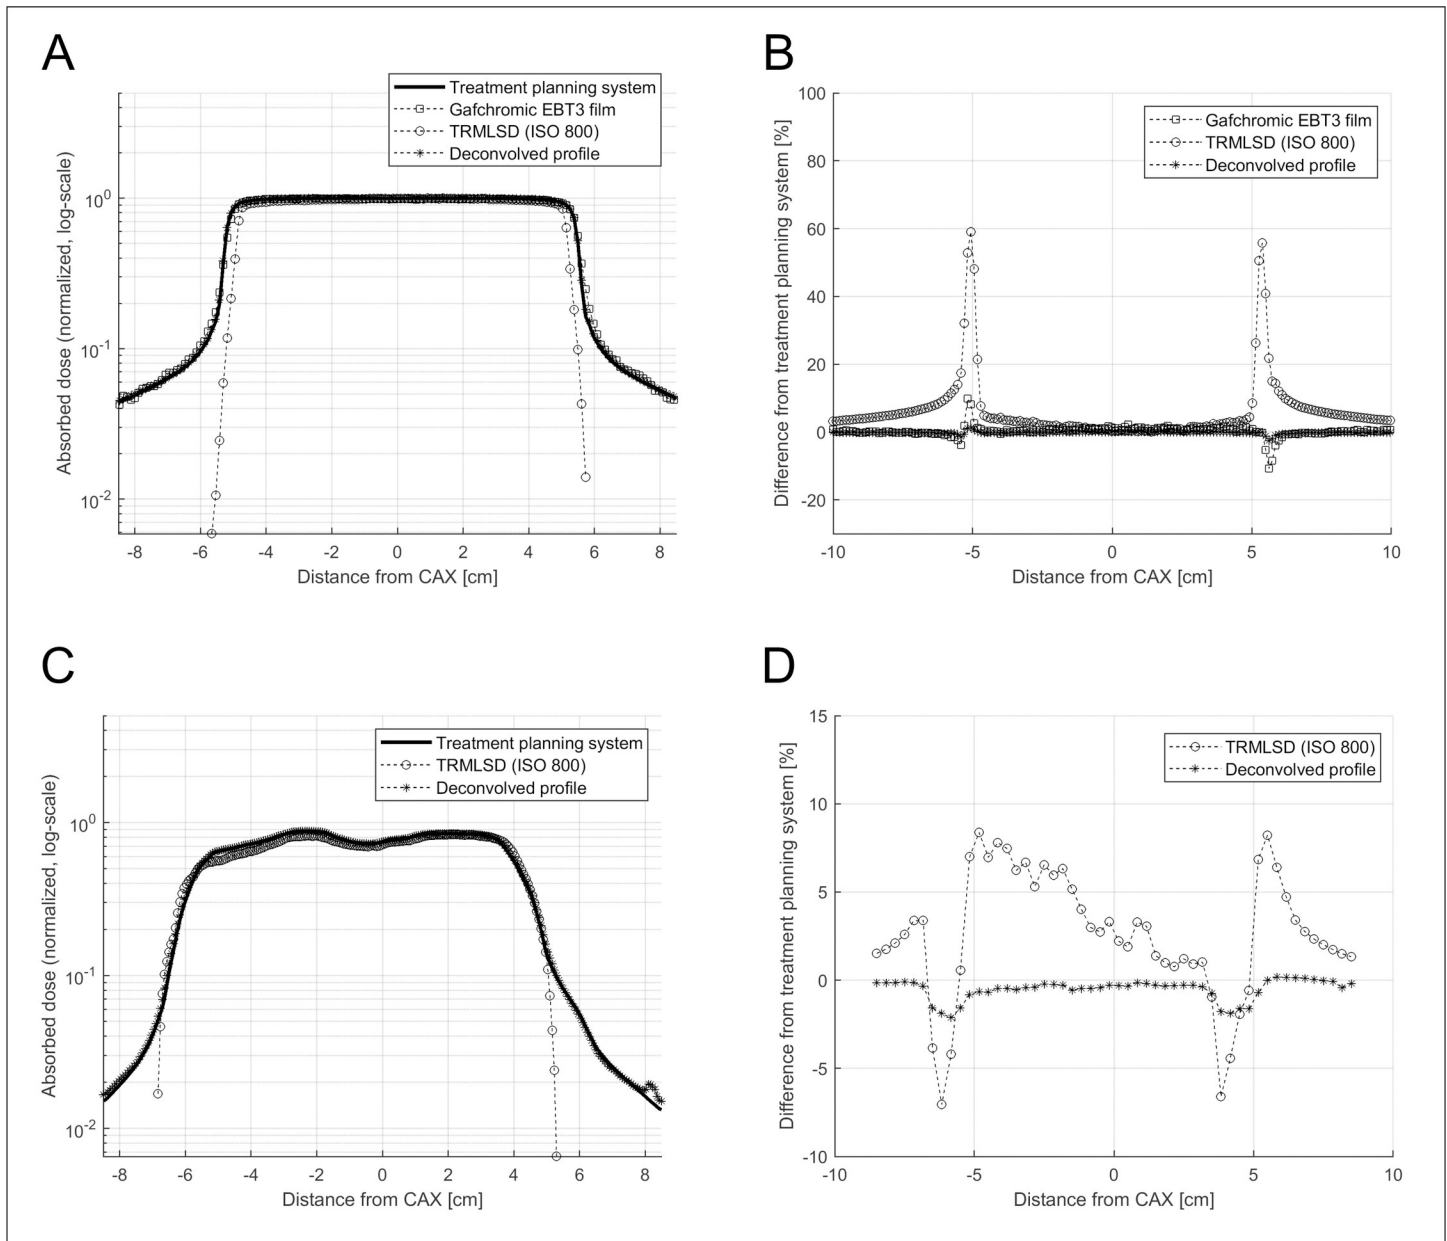 A
Treatment planning system
Gafchromic EBT3 film
TRMLSD (ISO 800)
Deconvolved profile
10^0
10^-1
10^-2
Absorbed dose (normalized, log-scale)
-8 -6 -4 -2 0 2 4 6 8
Distance from CAX [cm]
B
Gafchromic EBT3 film
TRMLSD (ISO 800)
Deconvolved profile
100
80
60
40
20
0
-20
Difference from treatment planning system [%]
-10 -5 0 5 10
Distance from CAX [cm]
C
Treatment planning system
TRMLSD (ISO 800)
Deconvolved profile
10^0
10^-1
10^-2
Absorbed dose (normalized, log-scale)
-8 -6 -4 -2 0 2 4 6 8
Distance from CAX [cm]
D
TRMLSD (ISO 800)
Deconvolved profile
15
10
5
0
-5
-10
Difference from treatment planning system [%]
-10 -5 0 5 10
Distance from CAX [cm]